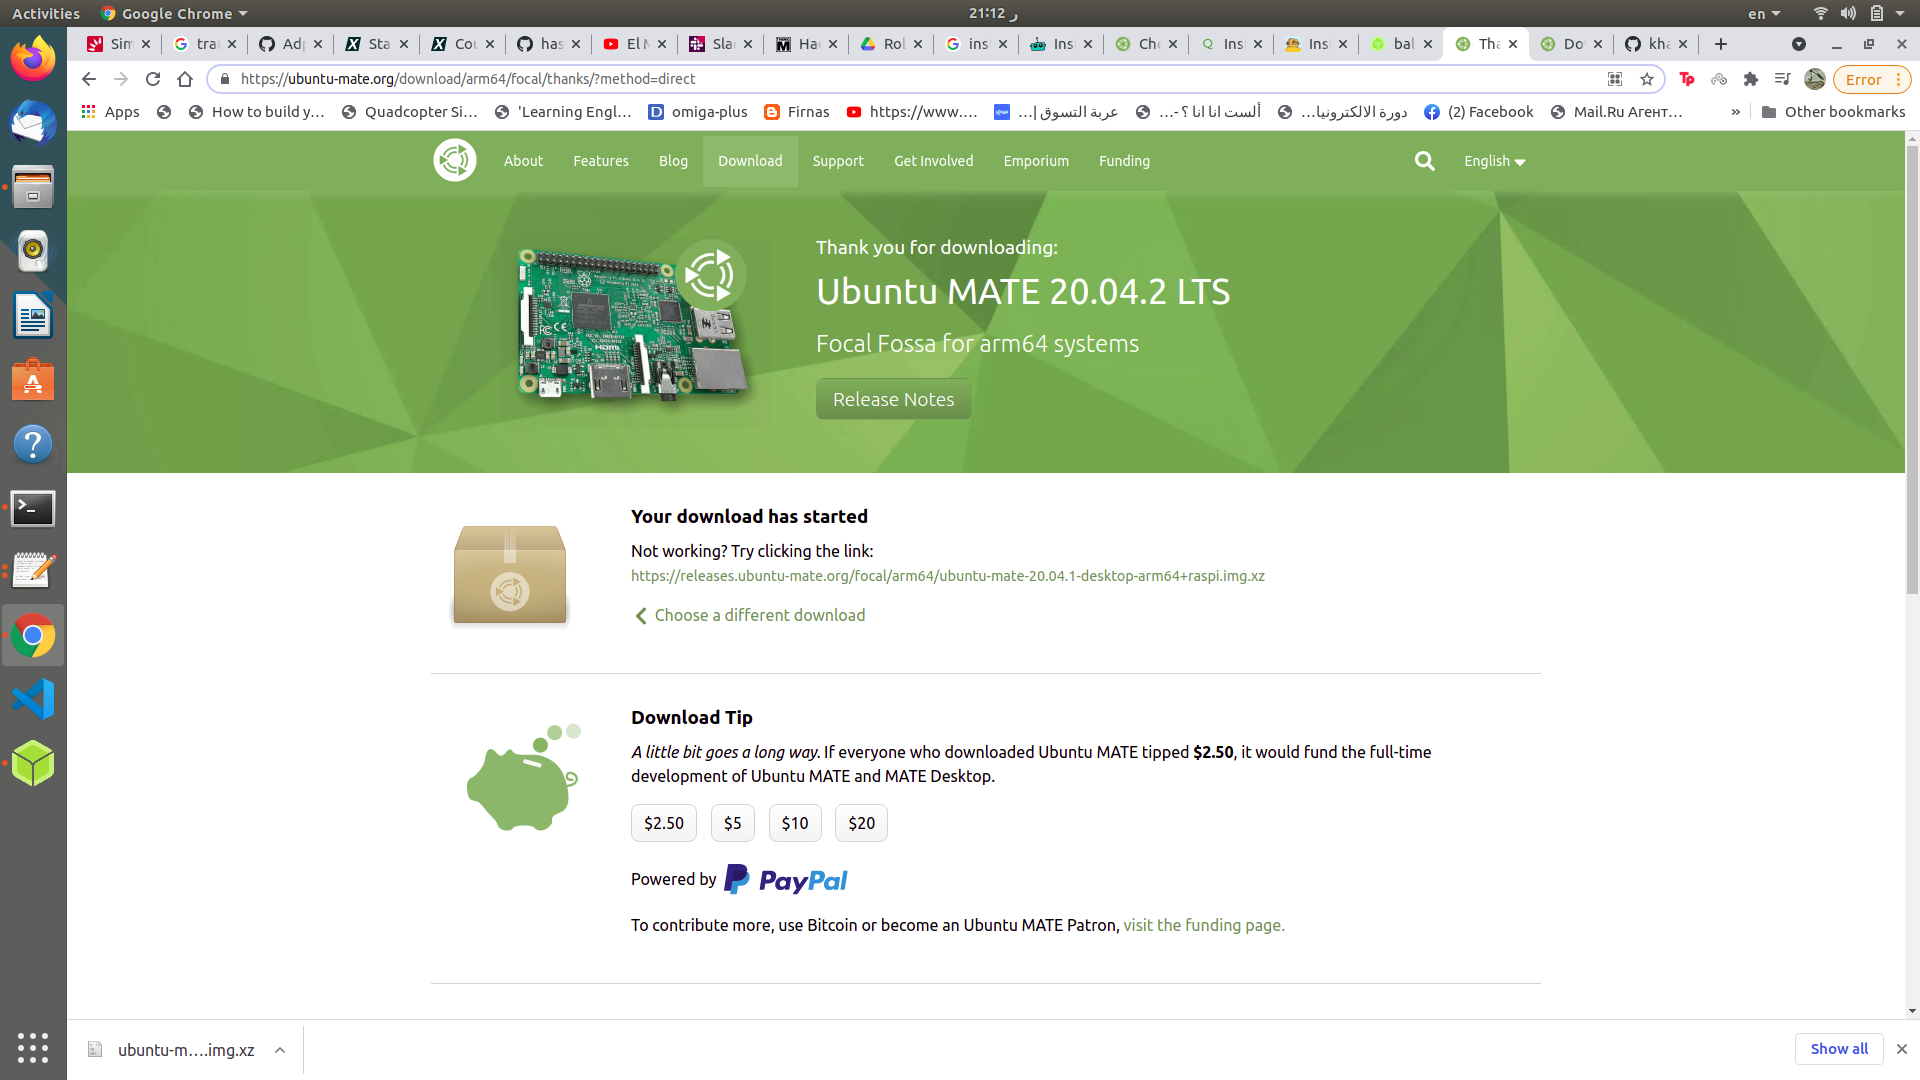 Activities
Google Chrome
21:12 ر
en
Sim
tra
Ad
Sta
Cou
has
El M
Sla
Hac
Rol
Ins
Cho
Ins
bal
Tha
Do
kha
https://ubuntu-mate.org/download/arm64/focal/thanks/?method=direct
Error
Apps
How to build y...
Quadcopter Si...
'Learning Engl...
omiga-plus
Firnas
https://www....
عربة التسوق |...
ألست انا انا ؟ -...
دورة الالكترونيا...
(2) Facebook
Mail.Ru Агент...
»
Other bookmarks
About
Features
Blog
Download
Support
Get Involved
Emporium
Funding
English
Thank you for downloading:
Ubuntu MATE 20.04.2 LTS
Focal Fossa for arm64 systems
Release Notes
Your download has started
Not working? Try clicking the link:
https://releases.ubuntu-mate.org/focal/arm64/ubuntu-mate-20.04.1-desktop-arm64+raspi.img.xz
Choose a different download
Download Tip
A little bit goes a long way. If everyone who downloaded Ubuntu MATE tipped $2.50, it would fund the full-time
development of Ubuntu MATE and MATE Desktop.
$2.50
$5
$10
$20
Powered by PayPal
To contribute more, use Bitcoin or become an Ubuntu MATE Patron, visit the funding page.
ubuntu-m....img.xz
Show all